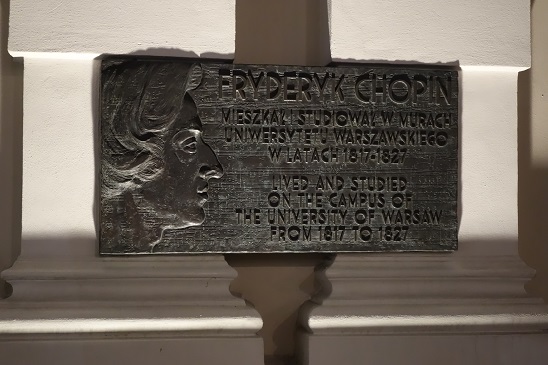 FRYDERYK CHOPIN
MIESZKAŁ I STUDIOWAŁ W MURACH
UNIWERSYTETU WARSZAWSKIEGO
W LATACH 1817-1827
LIVED AND STUDIED
ON THE CAMPUS OF
THE UNIVERSITY OF WARSAW
FROM 1817 TO 1827